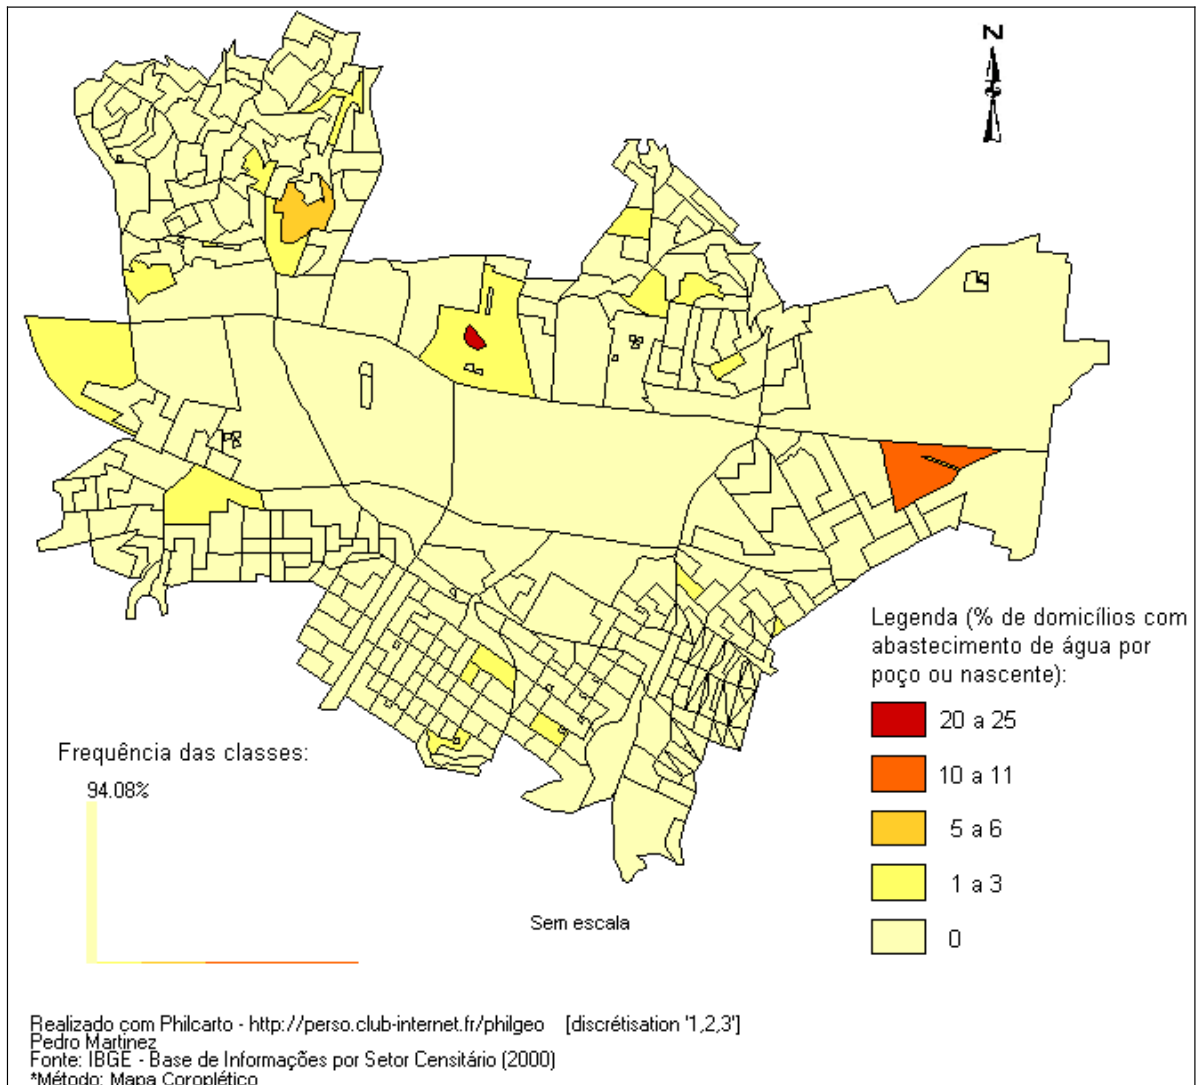 N
Legenda (% de domicílios com
abastecimento de água por
poço ou nascente):
20 a 25
10 a 11
5 a 6
1 a 3
0
Frequência das classes:
94.08%
Sem escala
Realizado com Philcarto - http://perso.club-internet.fr/philgeo [discrétisation '1,2,3']
Pedro Martinez
Fonte: IBGE - Base de Informações por Setor Censitário (2000)
*Método: Mapa Coroplético